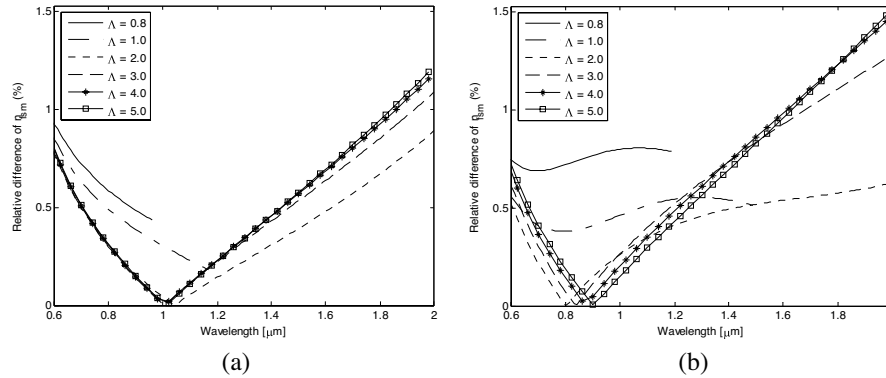 1.5
1
0.5
0
Relative difference of n_fsm (%)
Λ = 0.8
Λ = 1.0
Λ = 2.0
Λ = 3.0
Λ = 4.0
Λ = 5.0
0.6 0.8 1 1.2 1.4 1.6 1.8 2
Wavelength [μm]
(a)
1.5
1
0.5
0
Relative difference of n_fsm (%)
Λ = 0.8
Λ = 1.0
Λ = 2.0
Λ = 3.0
Λ = 4.0
Λ = 5.0
0.6 0.8 1 1.2 1.4 1.6 1.8
Wavelength [μm]
(b)